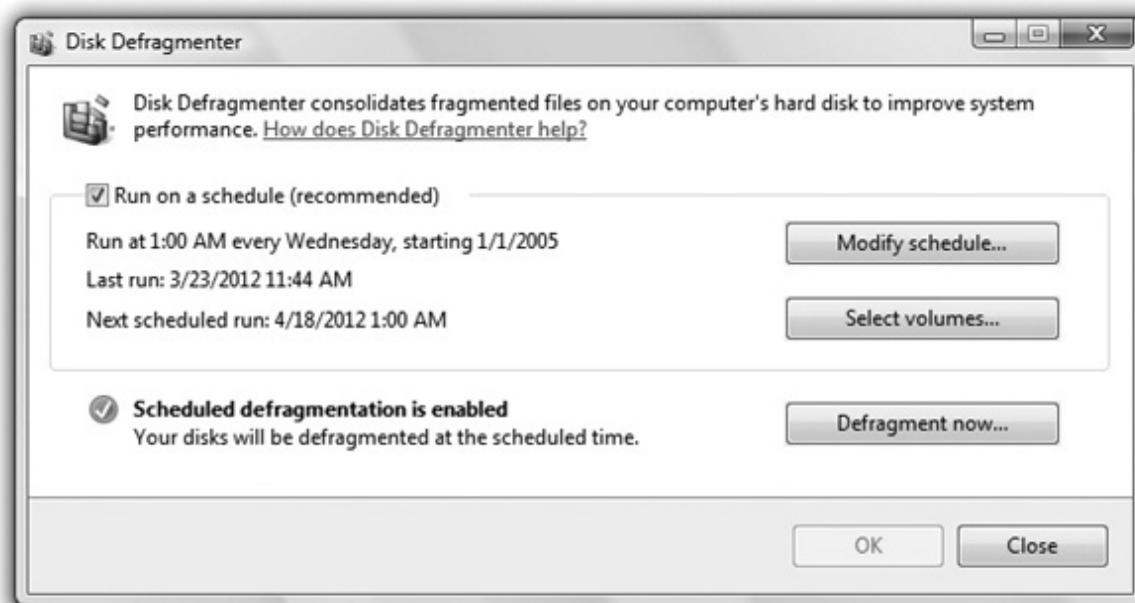 Disk Defragmenter
Disk Defragmenter consolidates fragmented files on your computer's hard disk to improve system
performance. How does Disk Defragmenter help?
Run on a schedule (recommended)
Run at 1:00 AM every Wednesday, starting 1/1/2005
Modify schedule...
Last run: 3/23/2012 11:44 AM
Next scheduled run: 4/18/2012 1:00 AM
Select volumes...
Scheduled defragmentation is enabled
Your disks will be defragmented at the scheduled time.
Defragment now...
OK
Close